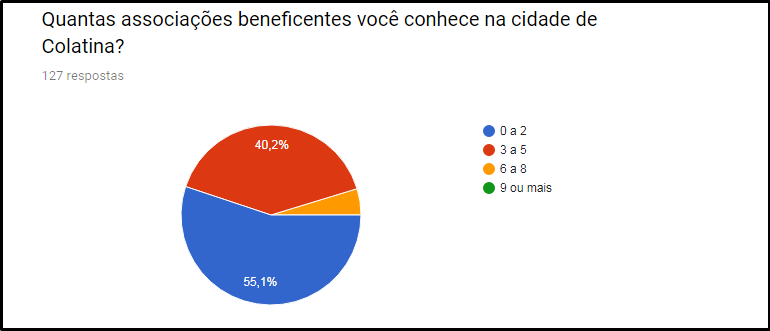 Quantas associações beneficentes você conhece na cidade de
Colatina?
127 respostas
0 a 2
3 a 5
6 a 8
9 ou mais
40,2%
55,1%